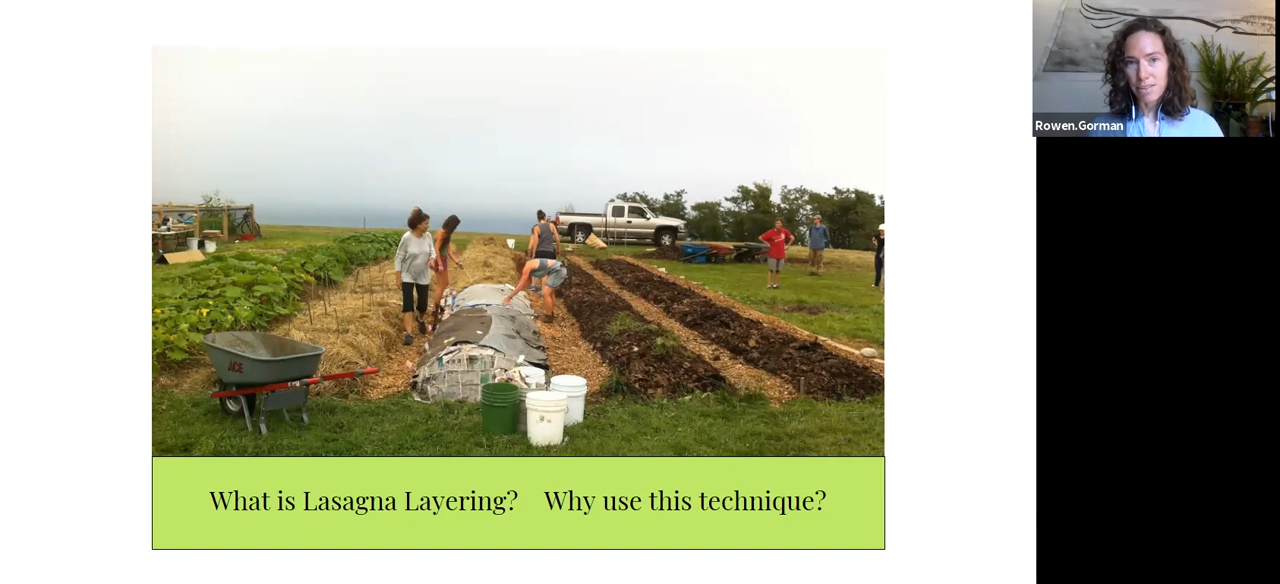 Rowen.Gorman
ACE
What is Lasagna Layering? Why use this technique?